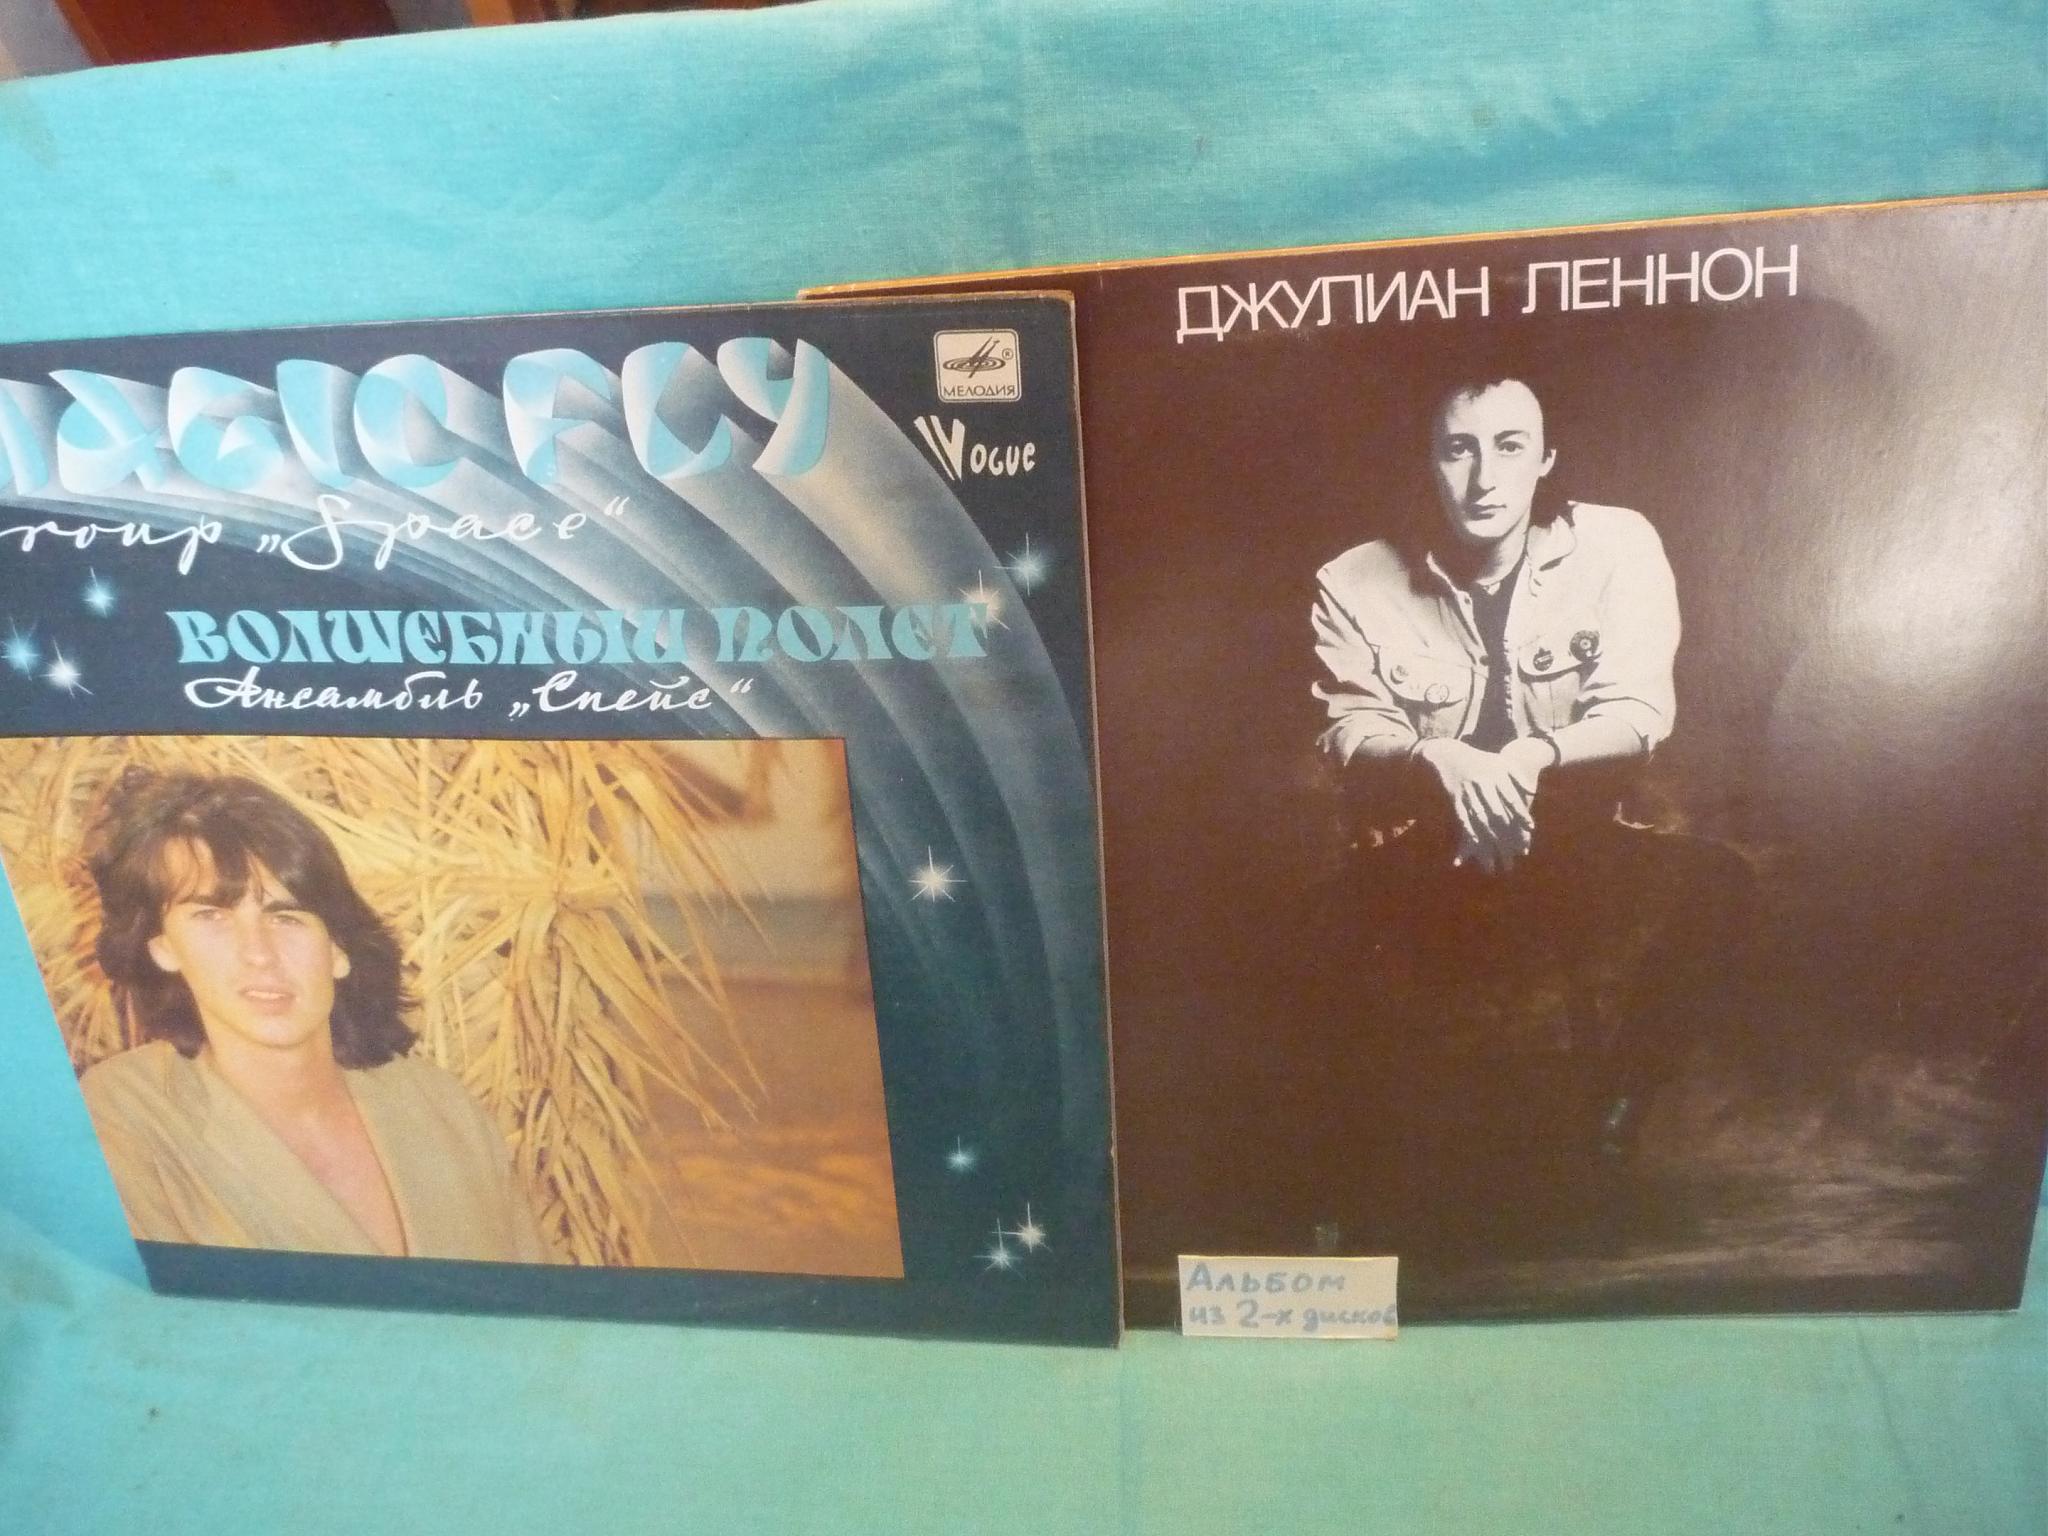 MAGIC FLY
Group „Space“
ВОЛШЕБНЫЙ ПОЛЕТ
Ансамбль „Спейс“
МЕЛОДИЯ
®
VOGUE
ДЖУЛИАН ЛЕННОН
Альбом
из 2-х дисков